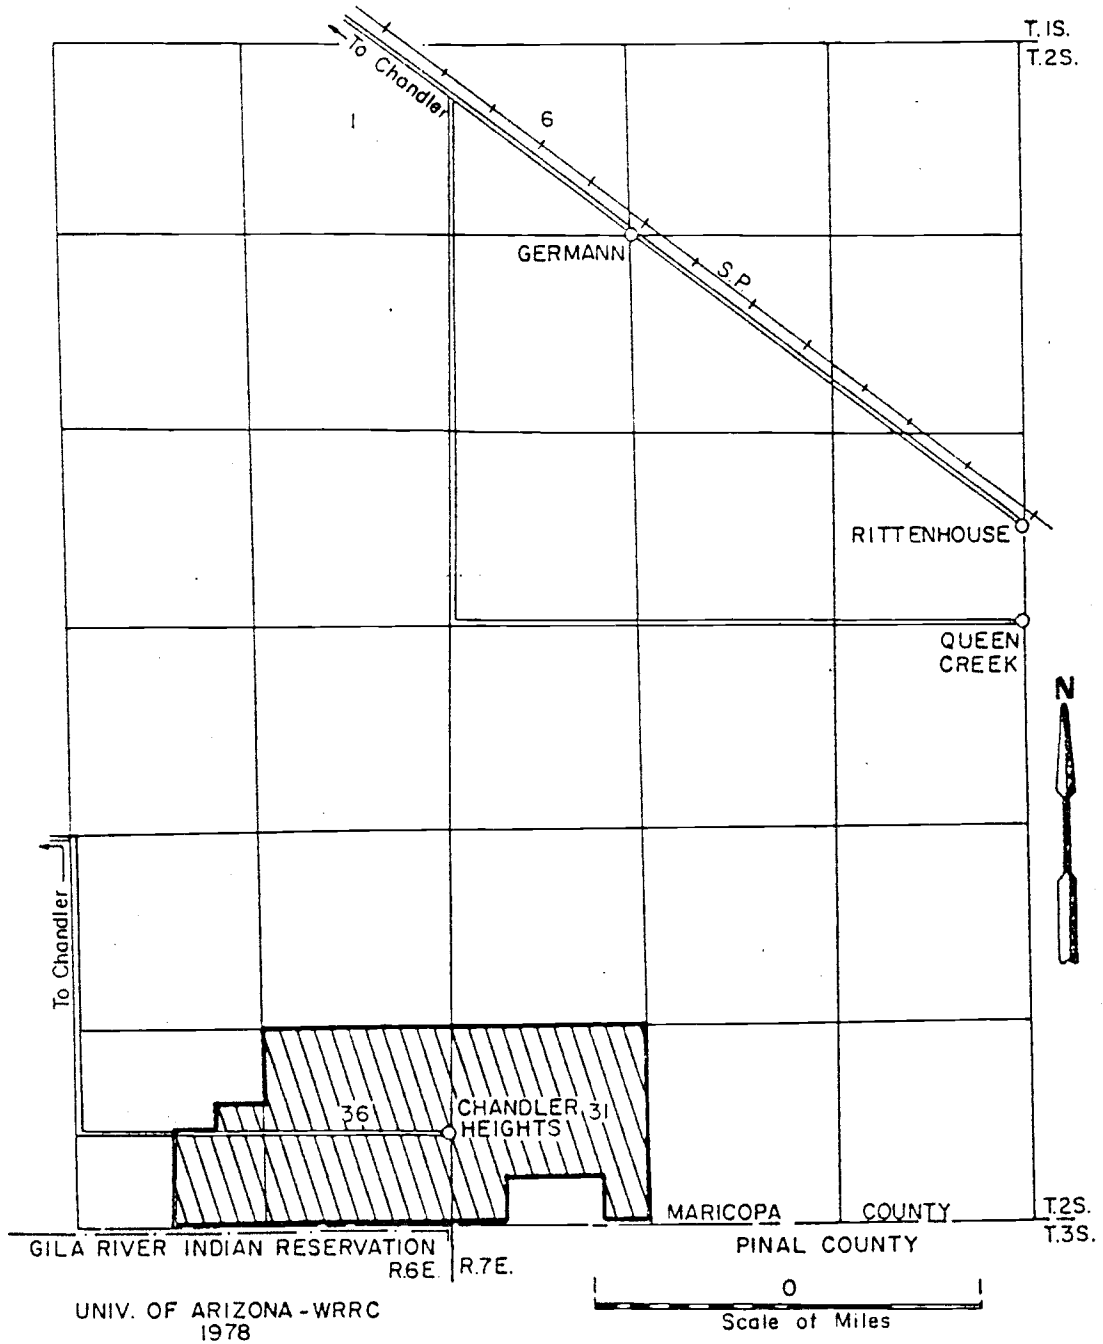 T. 1S.
T. 2S.
To Chandler
1
6
GERMANN
S.P.
RITTENHOUSE
QUEEN
CREEK
N
To Chandler
36
CHANDLER
HEIGHTS
31
MARICOPA COUNTY
T.2S.
T.3S.
GILA RIVER INDIAN RESERVATION
PINAL COUNTY
R.6E. R.7E.
UNIV. OF ARIZONA - WRRC
1978
1 0 1
Scale of Miles